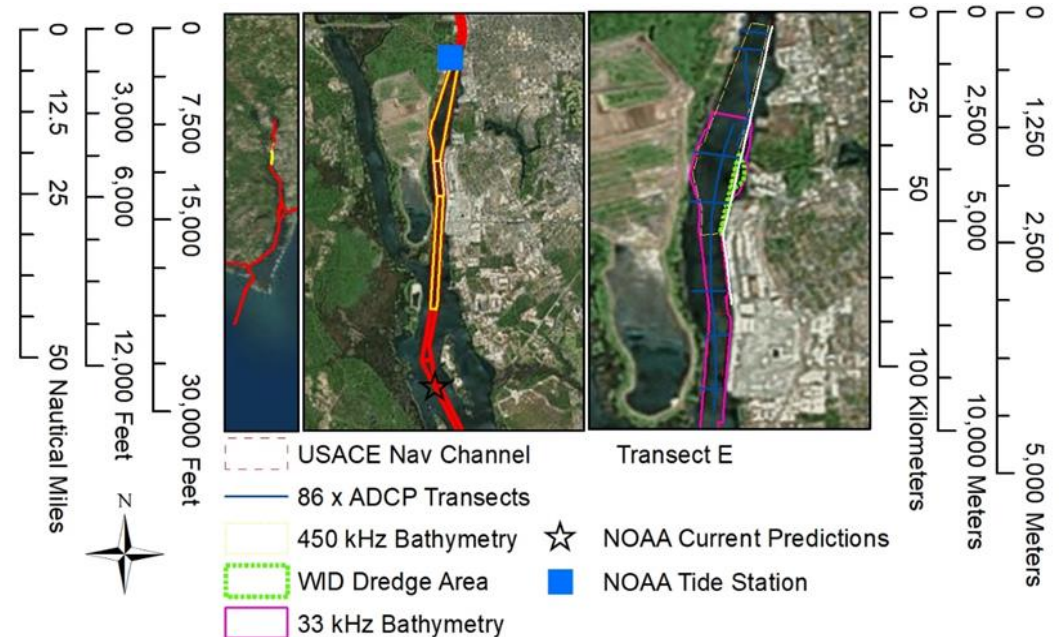 0
12.5
25
50 Nautical Miles
0
3,000
6,000
12,000 Feet
0
7,500
15,000
30,000 Feet
0
25
50
100 Kilometers
0
2,500
5,000
10,000 Meters
0
1,250
2,500
5,000 Meters
N
USACE Nav Channel
Transect E
86 x ADCP Transects
450 kHz Bathymetry
NOAA Current Predictions
WID Dredge Area
NOAA Tide Station
33 kHz Bathymetry